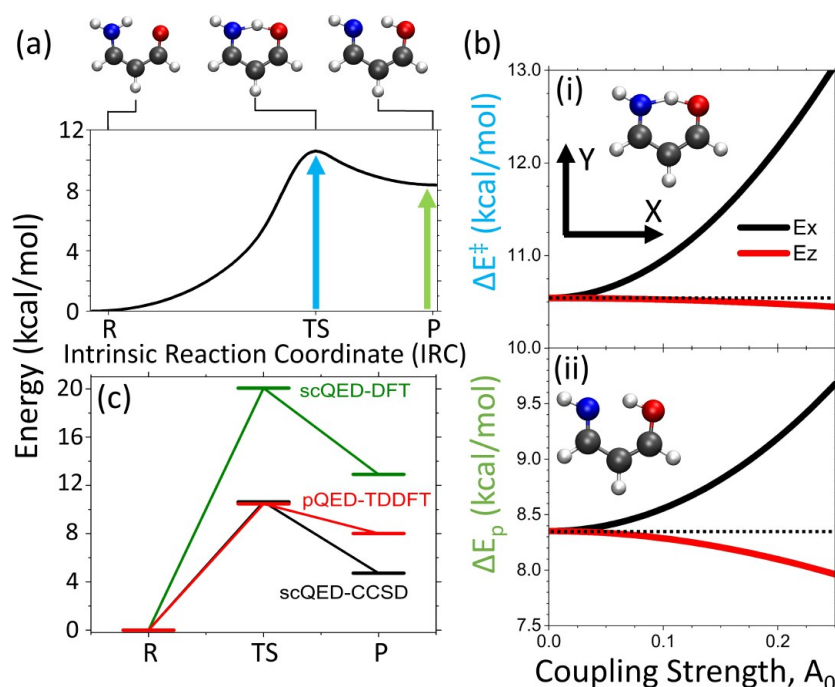 (a)
Energy (kcal/mol)
12
8
4
0
R
TS
P
Intrinsic Reaction Coordinate (IRC)
(c)
20
16
12
8
4
0
scQED-DFT
pQED-TDDFT
scQED-CCSD
R
TS
P
(b)
(i)
ΔE‡ (kcal/mol)
13.0
12.0
11.0
10.0
Y
X
Ex
Ez
(ii)
ΔEp (kcal/mol)
9.5
9.0
8.5
8.0
7.5
0.0
0.1
0.2
Coupling Strength, A0